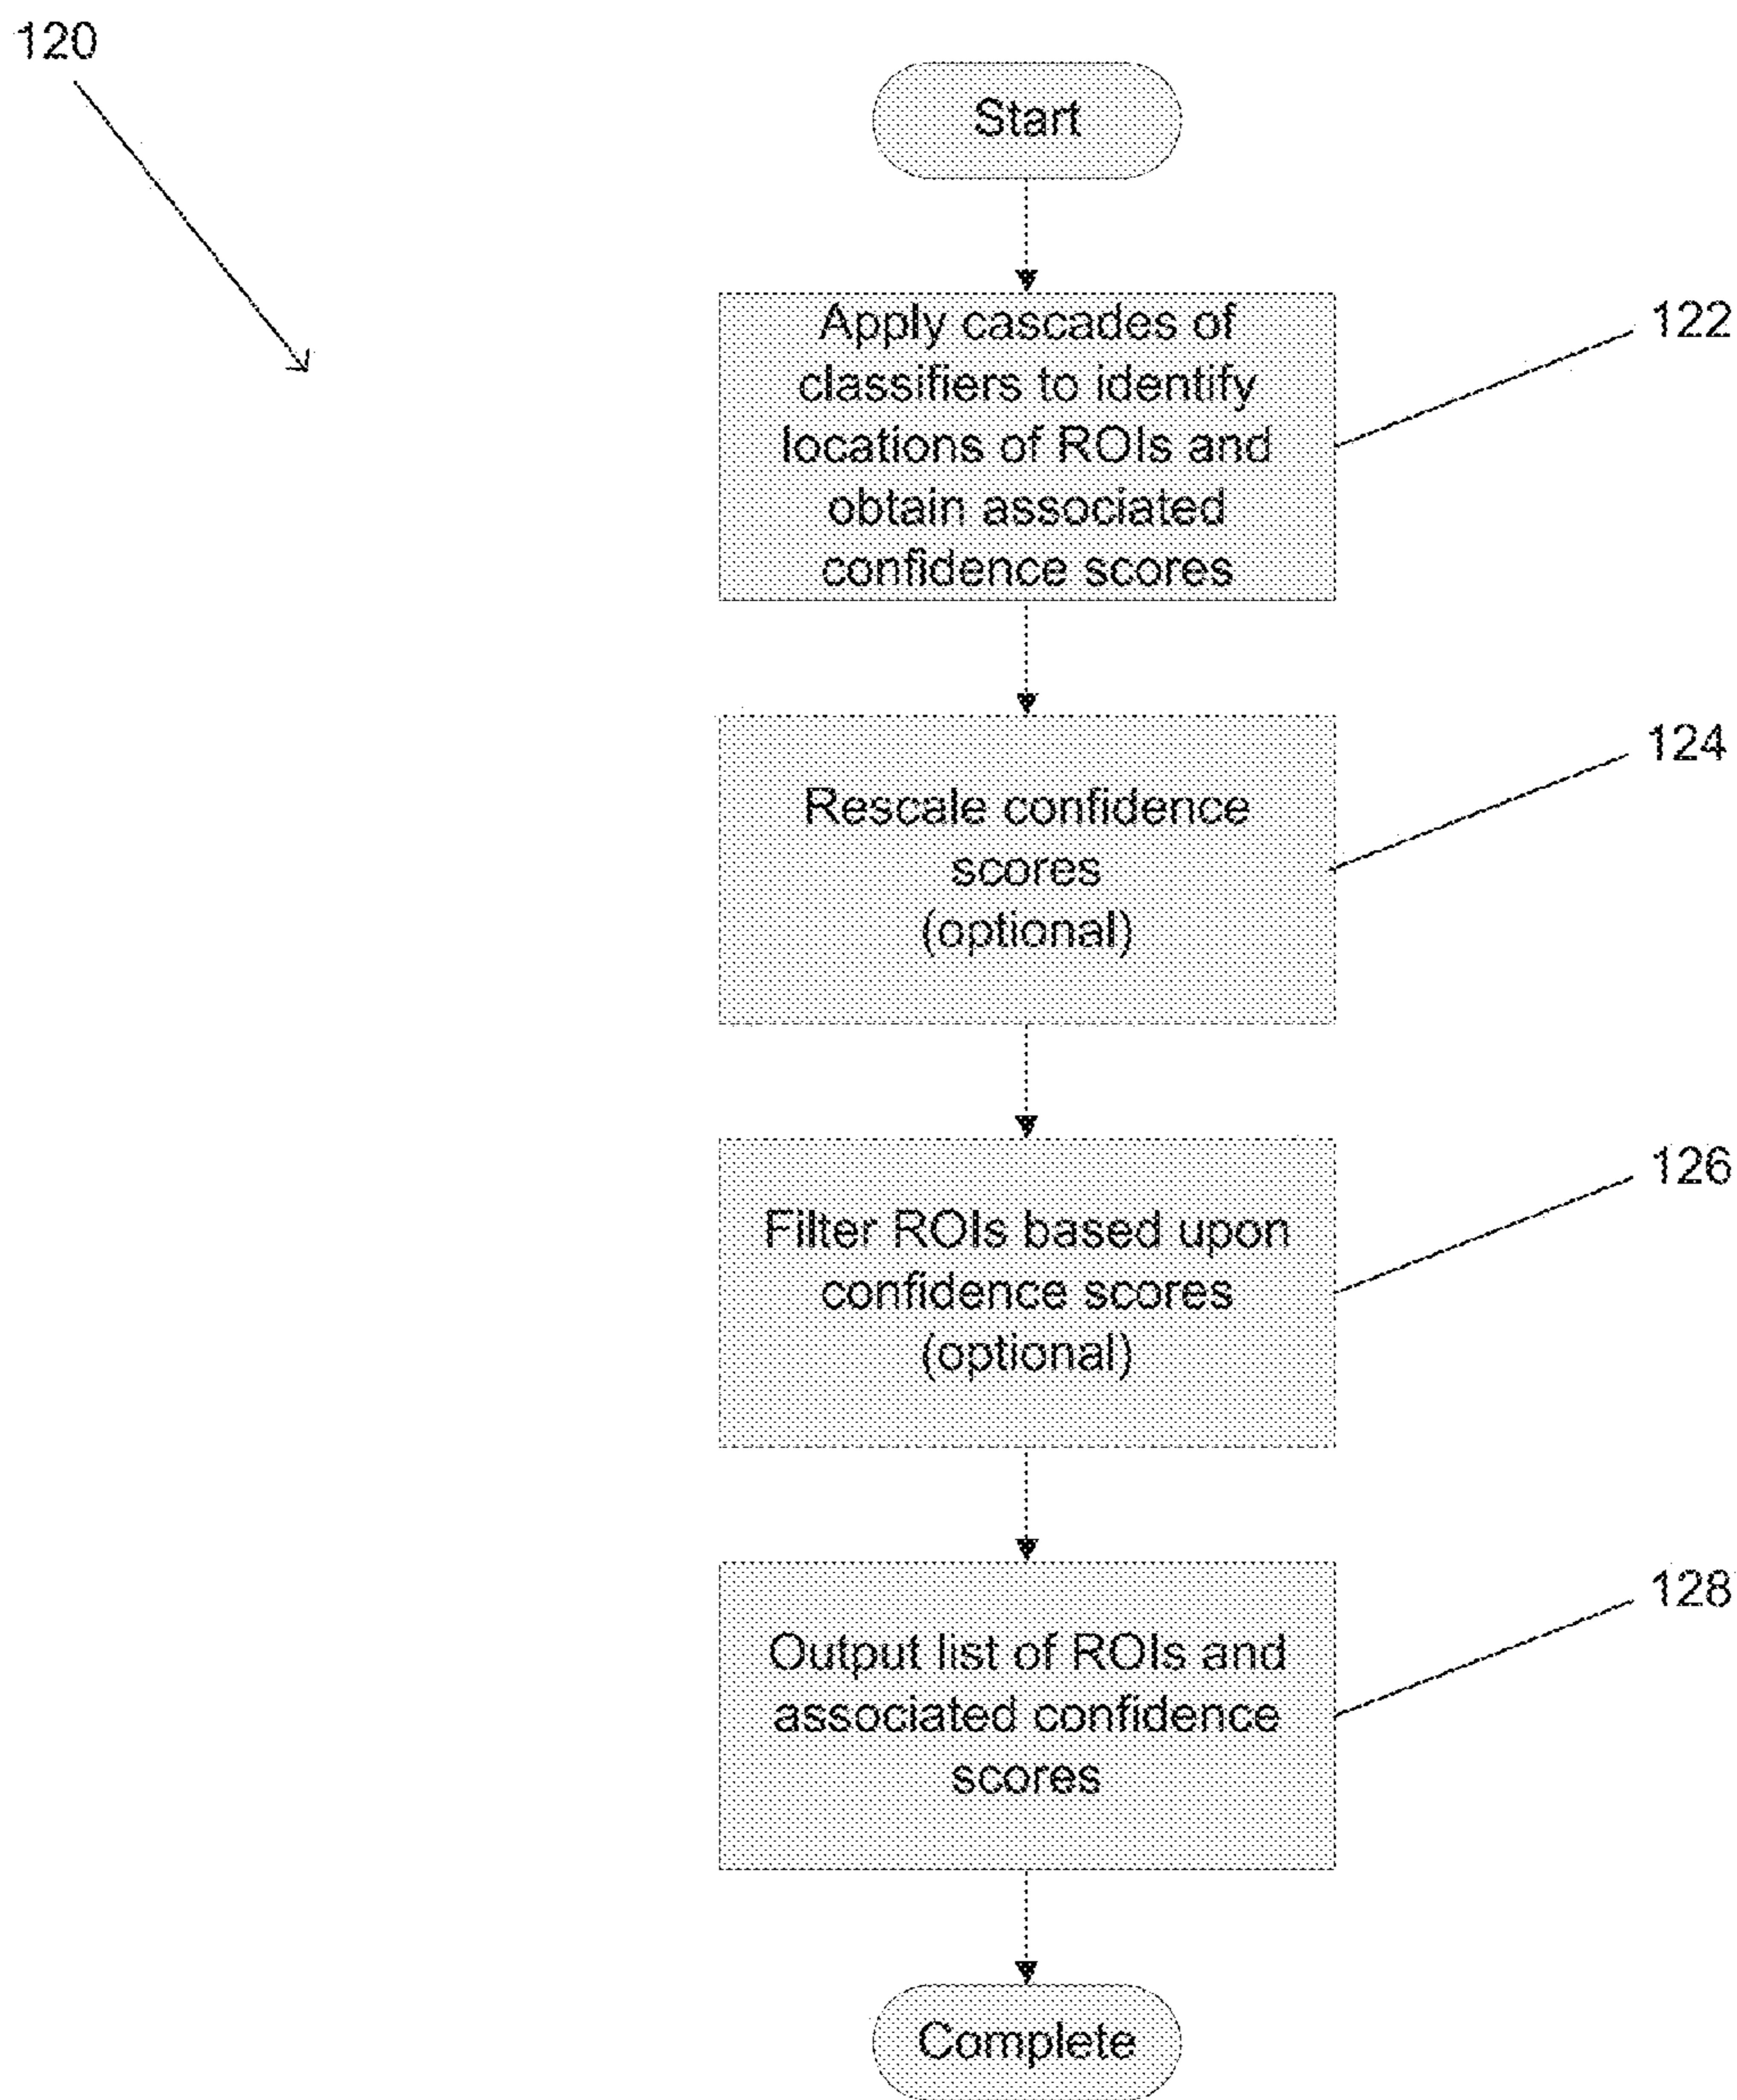 120
Start
Apply cascades of
classifiers to identify
locations of ROIs and
obtain associated
confidence scores
122
Rescale confidence
scores
(optional)
124
Filter ROIs based upon
confidence scores
(optional)
126
Output list of ROIs and
associated confidence
scores
128
Complete